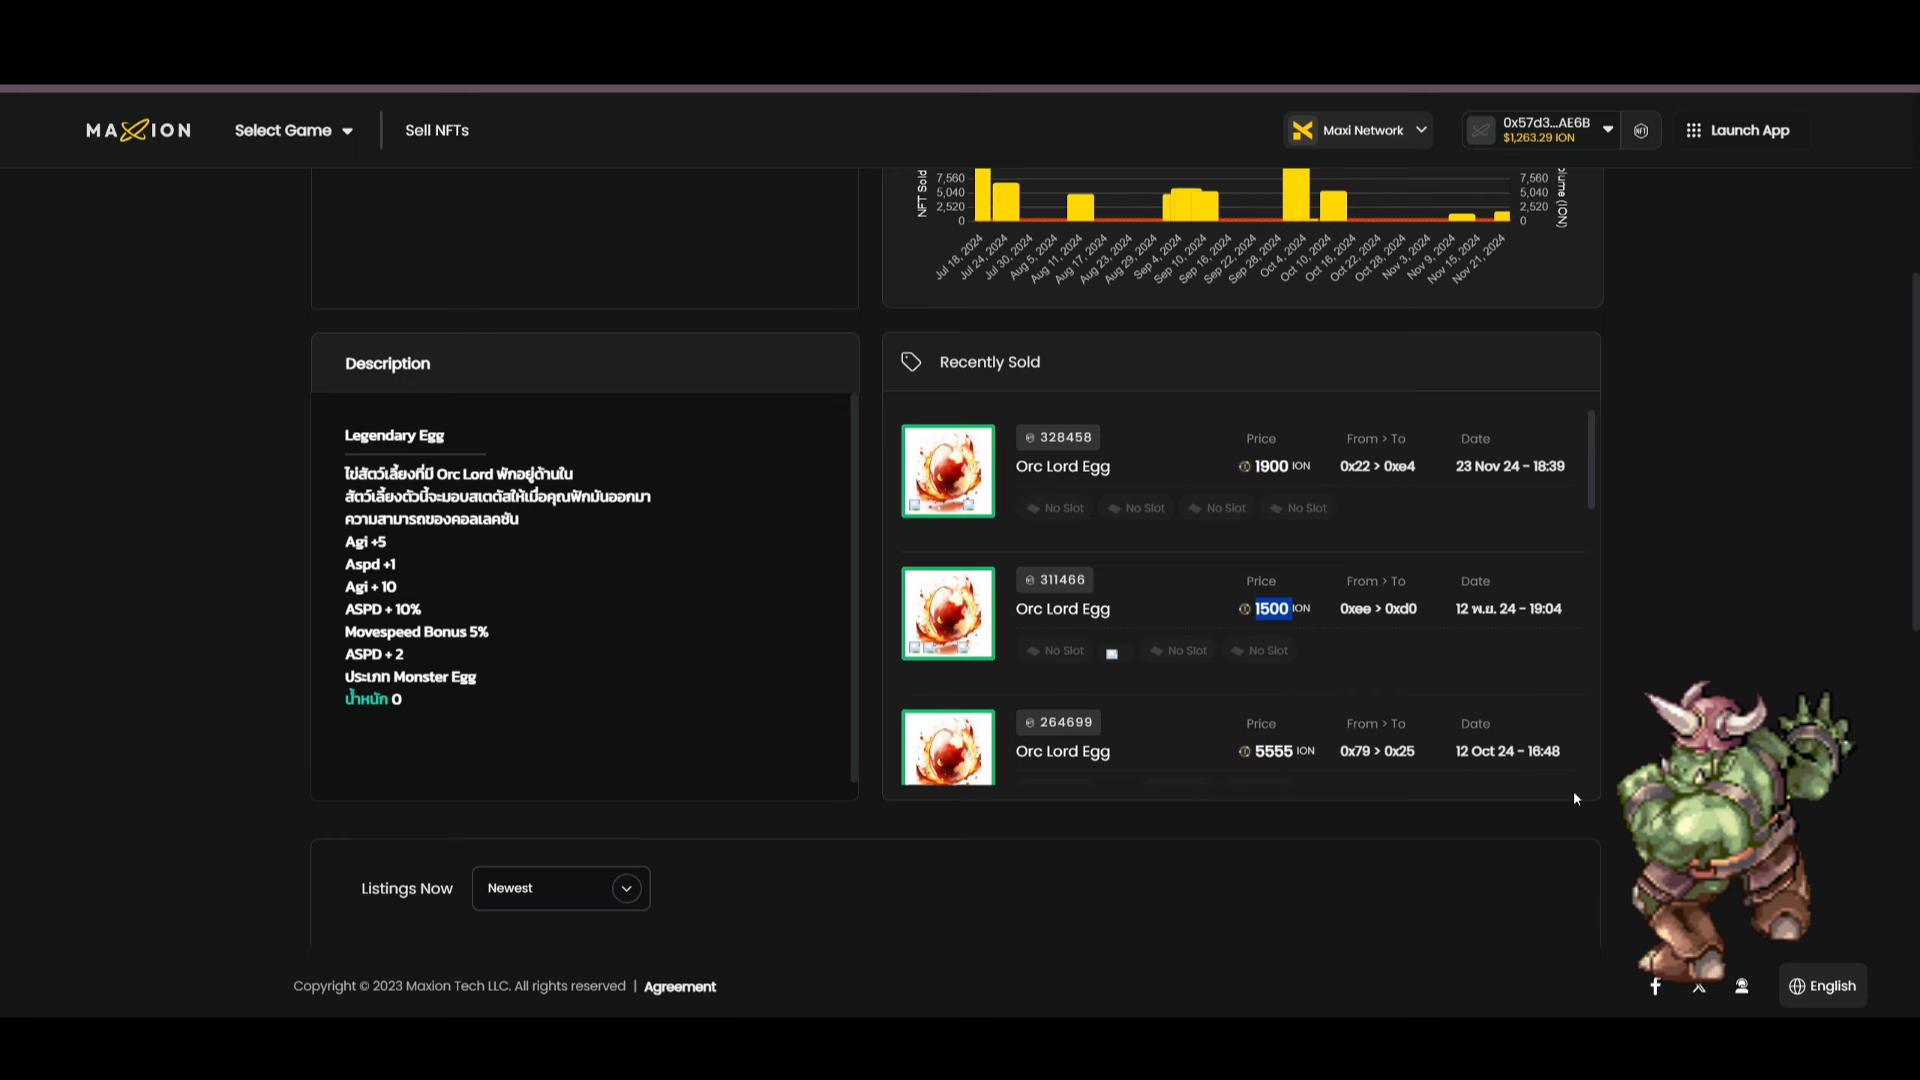 MAXION
Select Game
Sell NFTs
Maxi Network
0x57d3...AE6B
$1,263.29 ION
Launch App
NFT Sold
7,560
5,040
2,520
0
7,560
5,040
2,520
0
olume (ION)
Jul 18, 2024
Jul 24, 2024
Jul 30, 2024
Aug 5, 2024
Aug 11, 2024
Aug 17, 2024
Aug 23, 2024
Aug 29, 2024
Sep 4, 2024
Sep 10, 2024
Sep 16, 2024
Sep 22, 2024
Sep 28, 2024
Oct 4, 2024
Oct 10, 2024
Oct 16, 2024
Oct 22, 2024
Oct 28, 2024
Nov 3, 2024
Nov 9, 2024
Nov 15, 2024
Nov 21, 2024
Description
Legendary Egg
ไข่สัตว์เลี้ยงที่มี Orc Lord พักอยู่ด้านใน
สัตว์เลี้ยงตัวนี้จะมอบสเตตัสให้เมื่อคุณฟักมันออกมา
ความสามารถของคอลเลคชัน
Agi +5
Aspd +1
Agi + 10
ASPD + 10%
Movespeed Bonus 5%
ASPD + 2
ประเภท Monster Egg
น้ำหนัก 0
Recently Sold
328458
Price
From > To
Date
Orc Lord Egg
1900 ION
0x22 > 0xe4
23 Nov 24 - 18:39
No Slot
No Slot
No Slot
No Slot
311466
Price
From > To
Date
Orc Lord Egg
1500 ION
0xee > 0xd0
12 พ.ย. 24 - 19:04
No Slot
No Slot
No Slot
264699
Price
From > To
Date
Orc Lord Egg
5555 ION
0x79 > 0x25
12 Oct 24 - 16:48
Listings Now
Newest
Copyright © 2023 Maxion Tech LLC. All rights reserved | Agreement
English